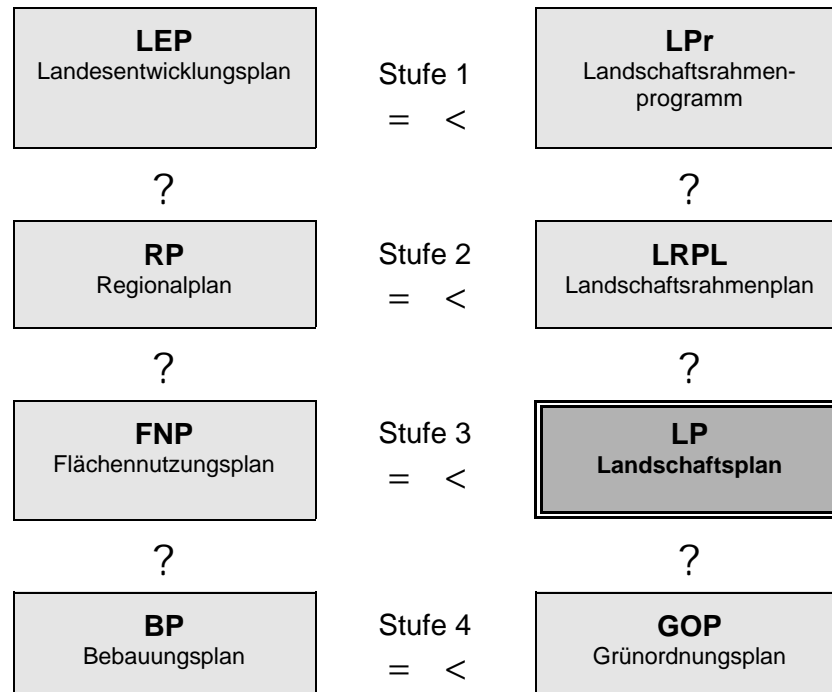 LEP
Landesentwicklungsplan
Stufe 1
= <
LPr
Landschaftsrahmen-
programm
? ?
RP
Regionalplan
Stufe 2
= <
LRPL
Landschaftsrahmenplan
? ?
FNP
Flächennutzungsplan
Stufe 3
= <
LP
Landschaftsplan
? ?
BP
Bebauungsplan
Stufe 4
= <
GOP
Grünordnungsplan